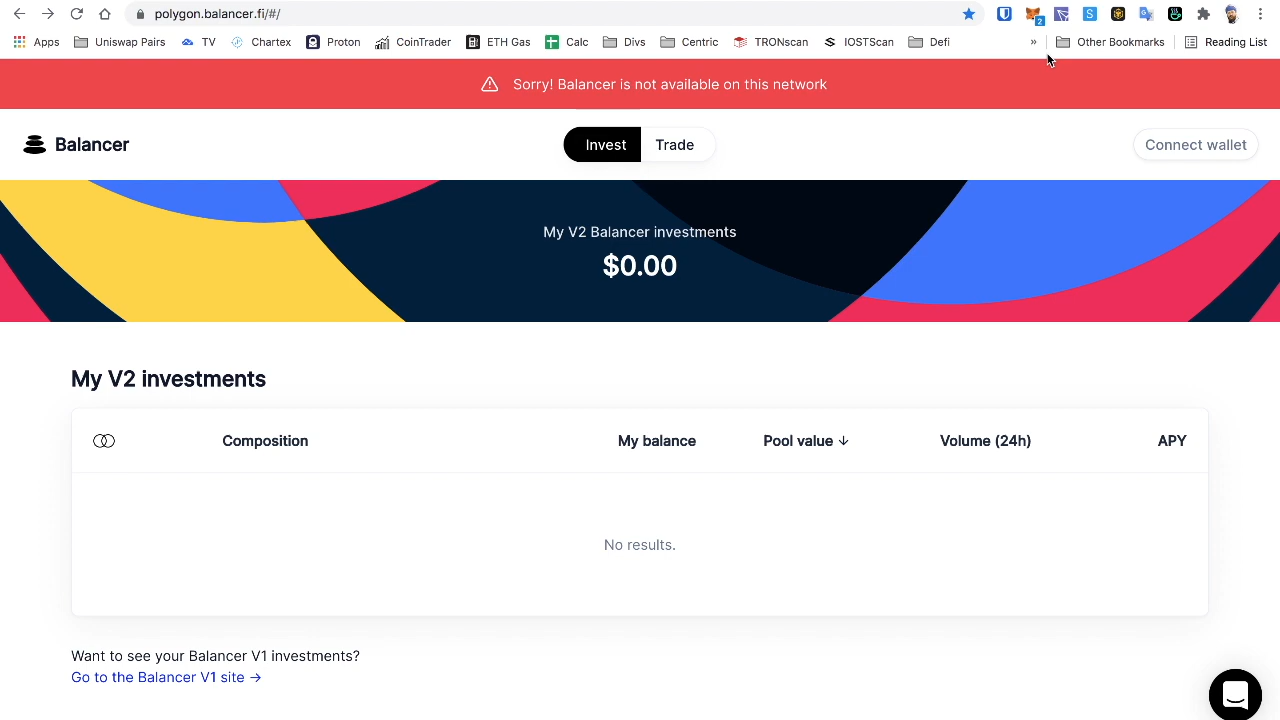 polygon.balancer.fi/#/
2
Apps Uniswap Pairs TV Chartex Proton CoinTrader ETH Gas Calc Divs Centric TRONscan IOSTScan Defi » Other Bookmarks Reading List
Sorry! Balancer is not available on this network
Balancer Invest Trade Connect wallet
My V2 Balancer investments
$0.00
My V2 investments
Composition My balance Pool value ↓ Volume (24h) APY
No results.
Want to see your Balancer V1 investments?
Go to the Balancer V1 site →